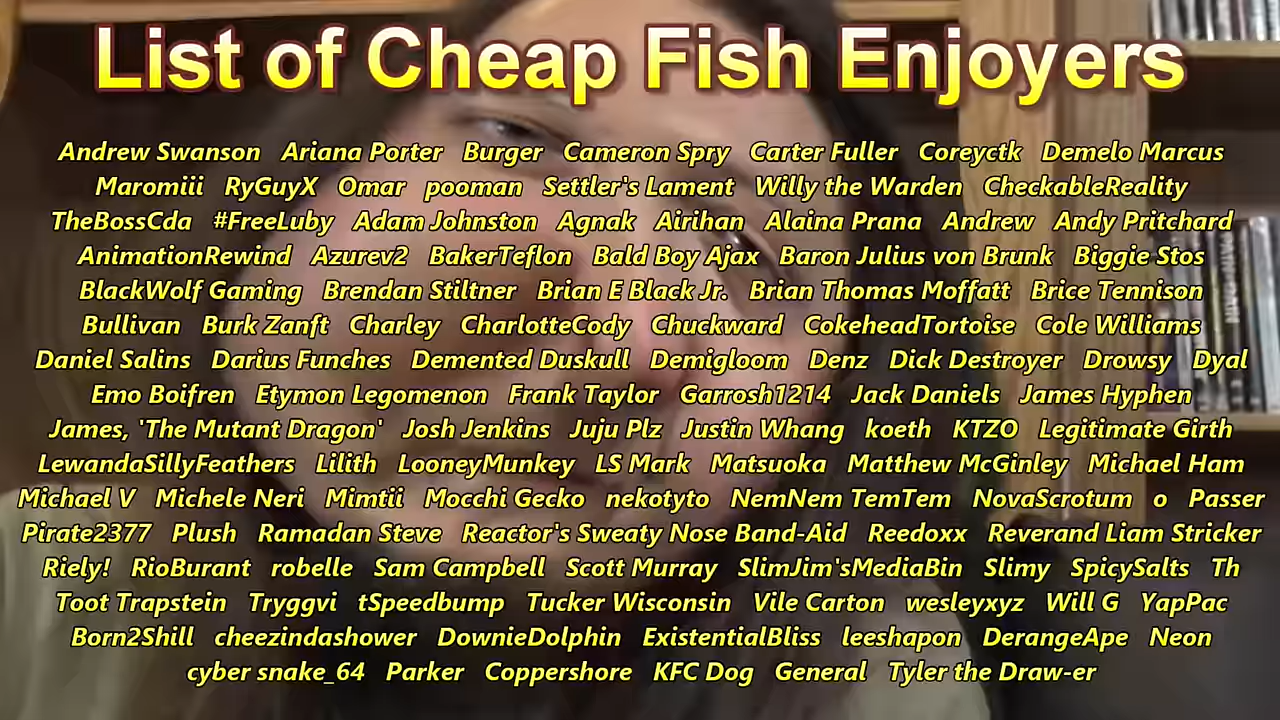 List of Cheap Fish Enjoyers
Andrew Swanson Ariana Porter Burger Cameron Spry Carter Fuller Coreyctk Demelo Marcus
Maromiii RyGuyX Omar pooman Settler's Lament Willy the Warden CheckableReality
TheBossCda #FreeLuby Adam Johnston Agnak Airihan Alaina Prana Andrew Andy Pritchard
AnimationRewind Azurev2 BakerTeflon Bald Boy Ajax Baron Julius von Brunk Biggie Stos
BlackWolf Gaming Brendan Stiltner Brian E Black Jr. Brian Thomas Moffatt Brice Tennison
Bullivan Burk Zanft Charley CharlotteCody Chuckward CokeheadTortoise Cole Williams
Daniel Salins Darius Funches Demented Duskull Demigloom Denz Dick Destroyer Drowsy Dyal
Emo Boifren Etymon Legomenon Frank Taylor Garrosh1214 Jack Daniels James Hyphen
James, 'The Mutant Dragon' Josh Jenkins Juju Plz Justin Whang koeth KTZO Legitimate Girth
LewandaSillyFeathers Lilith LooneyMunkey LS Mark Matsuoka Matthew McGinley Michael Ham
Michael V Michele Neri Mimtii Mocchi Gecko nekotyto NemNem TemTem NovaScrotum o Passer
Pirate2377 Plush Ramadan Steve Reactor's Sweaty Nose Band-Aid Reedoxx Reverand Liam Stricker
Riely! RioBurant robelle Sam Campbell Scott Murray SlimJim'sMediaBin Slimy SpicySalts Th
Toot Trapstein Tryggvi tSpeedbump Tucker Wisconsin Vile Carton wesleyxyz Will G YapPac
Born2Shill cheezindashower DownieDolphin ExistentialBliss leeshapon DerangeApe Neon
cyber snake_64 Parker Coppershore KFC Dog General Tyler the Draw-er